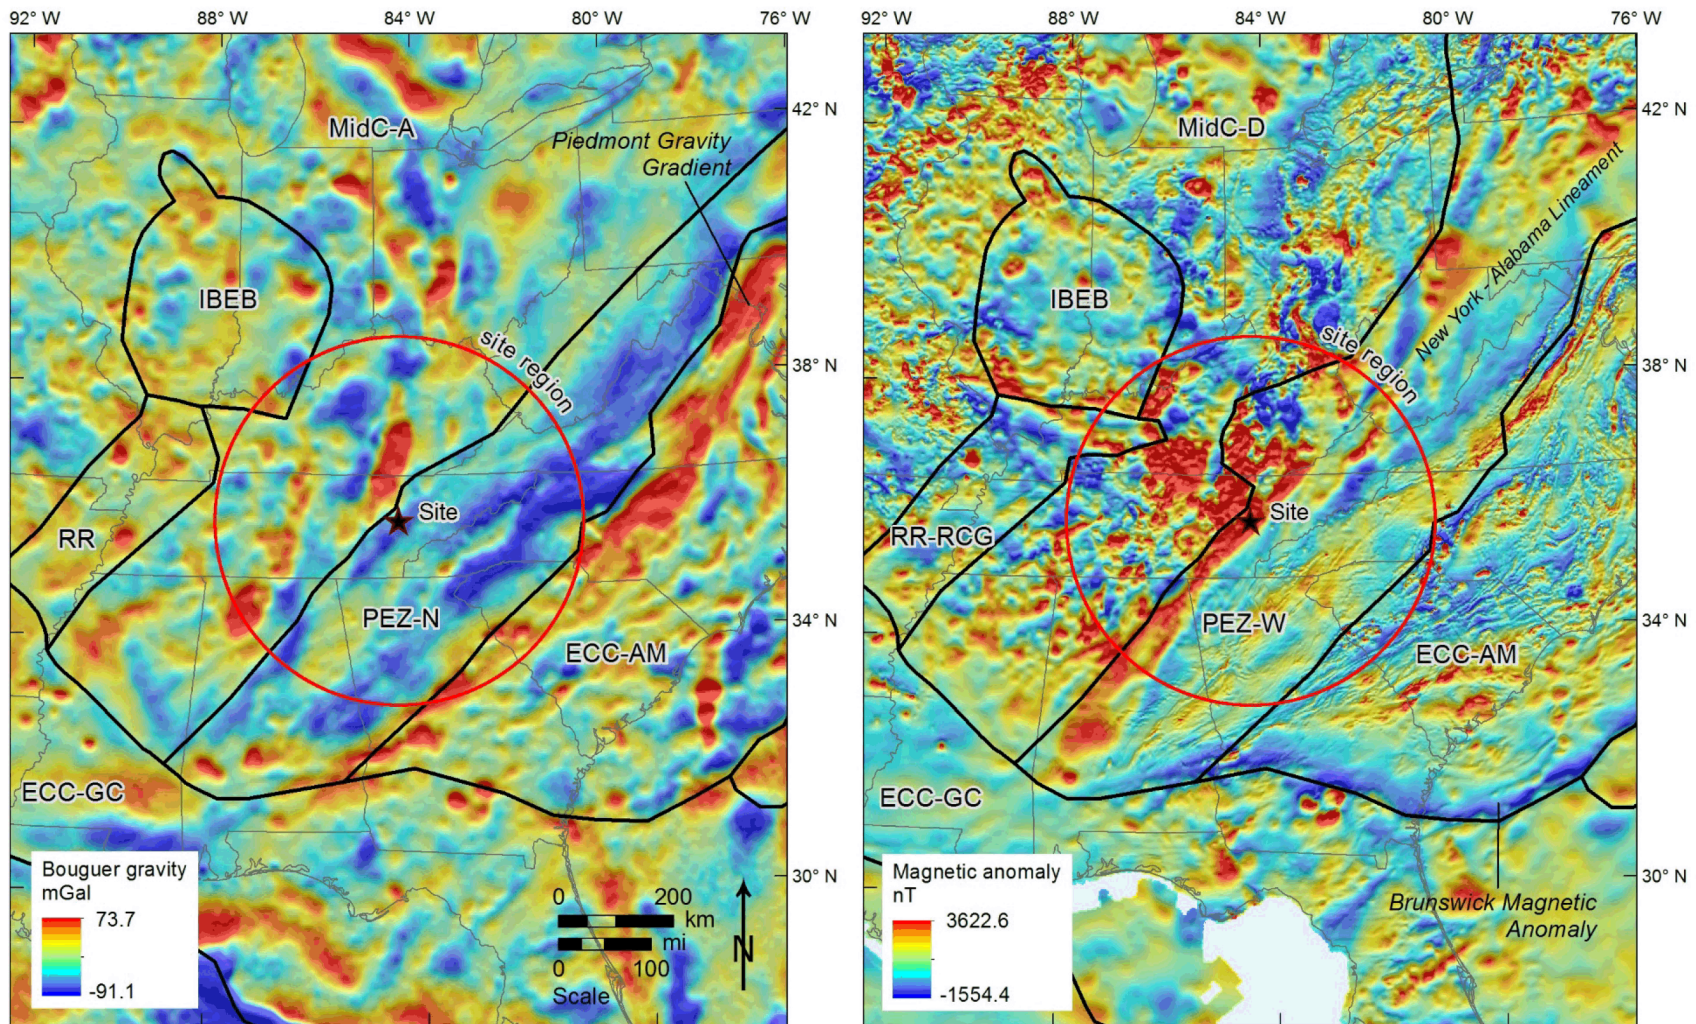 92° W 88° W 84° W 80° W 76° W
92° W 88° W 84° W 80° W 76° W
42° N
42° N
MidC-A
Piedmont Gravity
Gradient
IBEB
site region
38° N
Site
RR
PEZ-N
34° N
ECC-AM
ECC-GC
Bouguer gravity
mGal
73.7
-91.1
0 200
km
mi
0 100
Scale
N
30° N
MidC-D
New York - Alabama Lineament
IBEB
site region
38° N
Site
RR-RCG
PEZ-W
34° N
ECC-AM
ECC-GC
Magnetic anomaly
nT
3622.6
-1554.4
30° N
Brunswick Magnetic
Anomaly